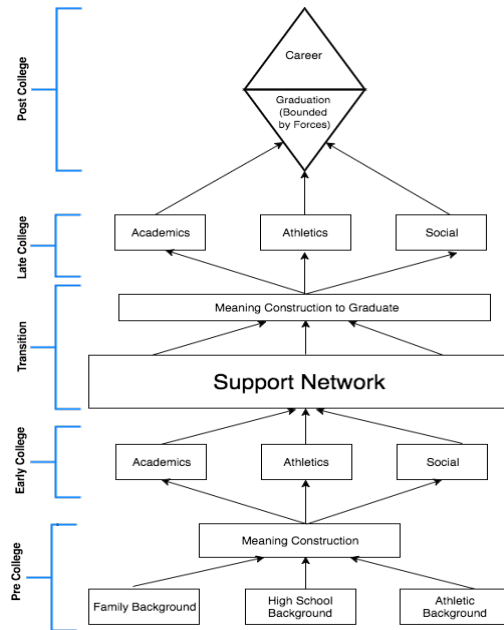 Post College
Career
Graduation
(Bounded
by Forces)
Late College
Academics
Athletics
Social
Transition
Meaning Construction to Graduate
Support Network
Early College
Academics
Athletics
Social
Pre College
Meaning Construction
Family Background
High School
Background
Athletic
Background